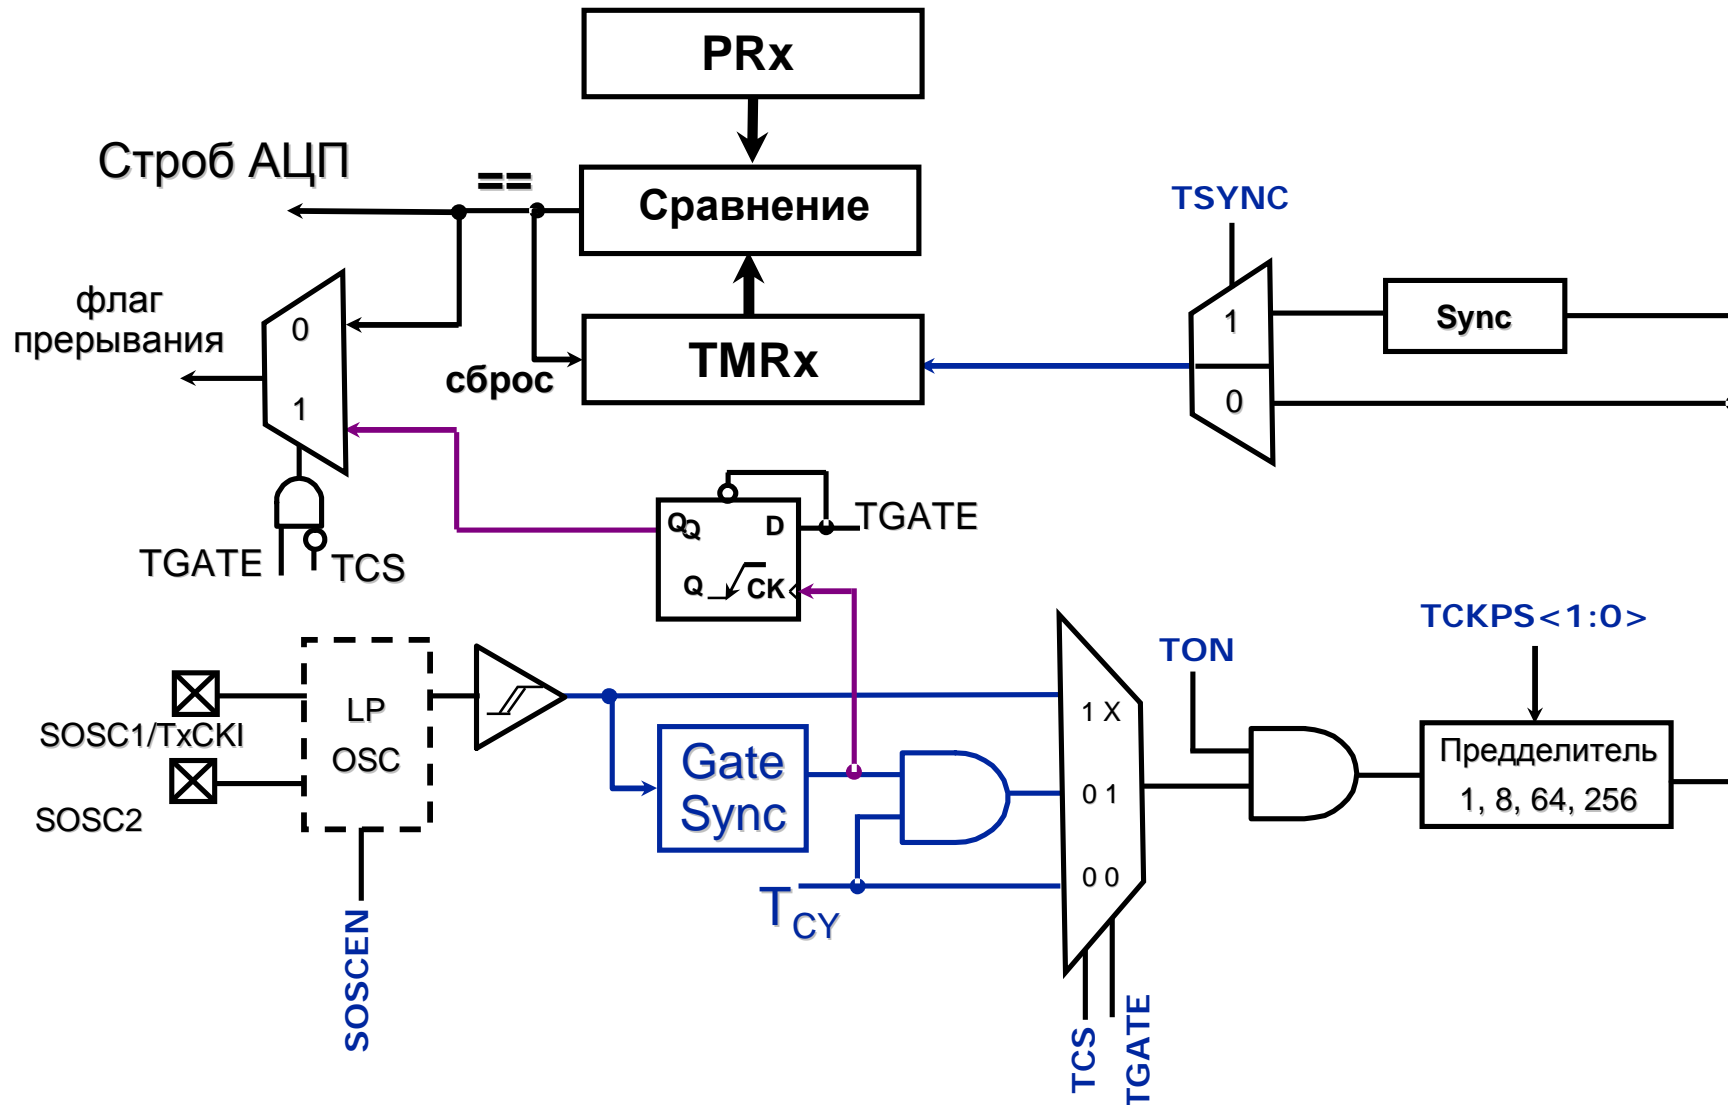 PRx
Строб АЦП
==
Сравнение
TSYNC
флаг
прерывания
0
1
сброс
TMRx
1
0
Sync
Q
Q
D
TGATE
Q
CK
TGATE
TCS
SOSC1/TxCKI
SOSC2
LP
OSC
SOSCEN
Gate
Sync
TCY
1 X
0 1
0 0
TCS
TGATE
TON
TCKPS<1:0>
Предделитель
1, 8, 64, 256